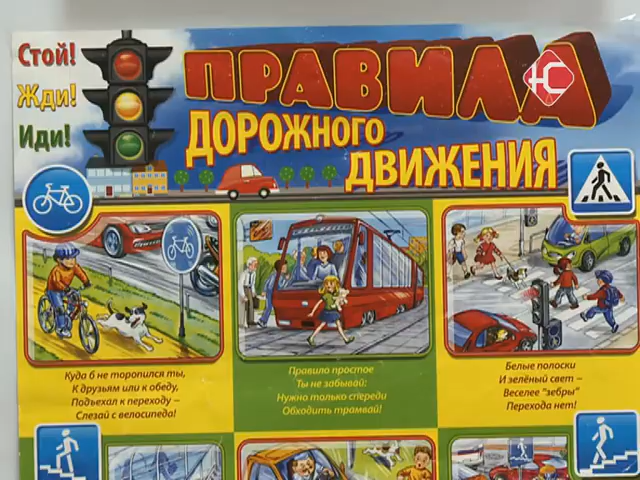 Стой!
Жди!
Иди!
ПРАВИЛА
ДОРОЖНОГО
ДВИЖЕНИЯ
Куда б не торопился ты,
К друзьям или к обеду,
Подъехал к переходу –
Слезай с велосипеда!
Правило простое
Ты не забывай:
Нужно только спереди
Обходить трамвай!
Белые полоски
И зелёный свет –
Веселее "зебры"
Перехода нет!